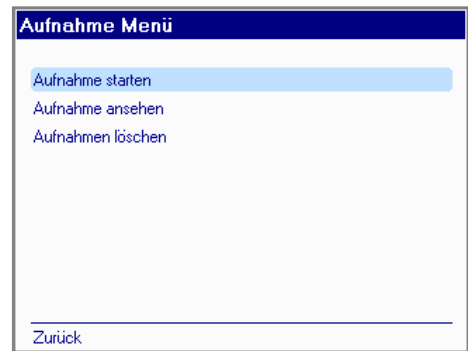 Aufnahme Menü
Aufnahme starten
Aufnahme ansehen
Aufnahmen löschen
Zurück